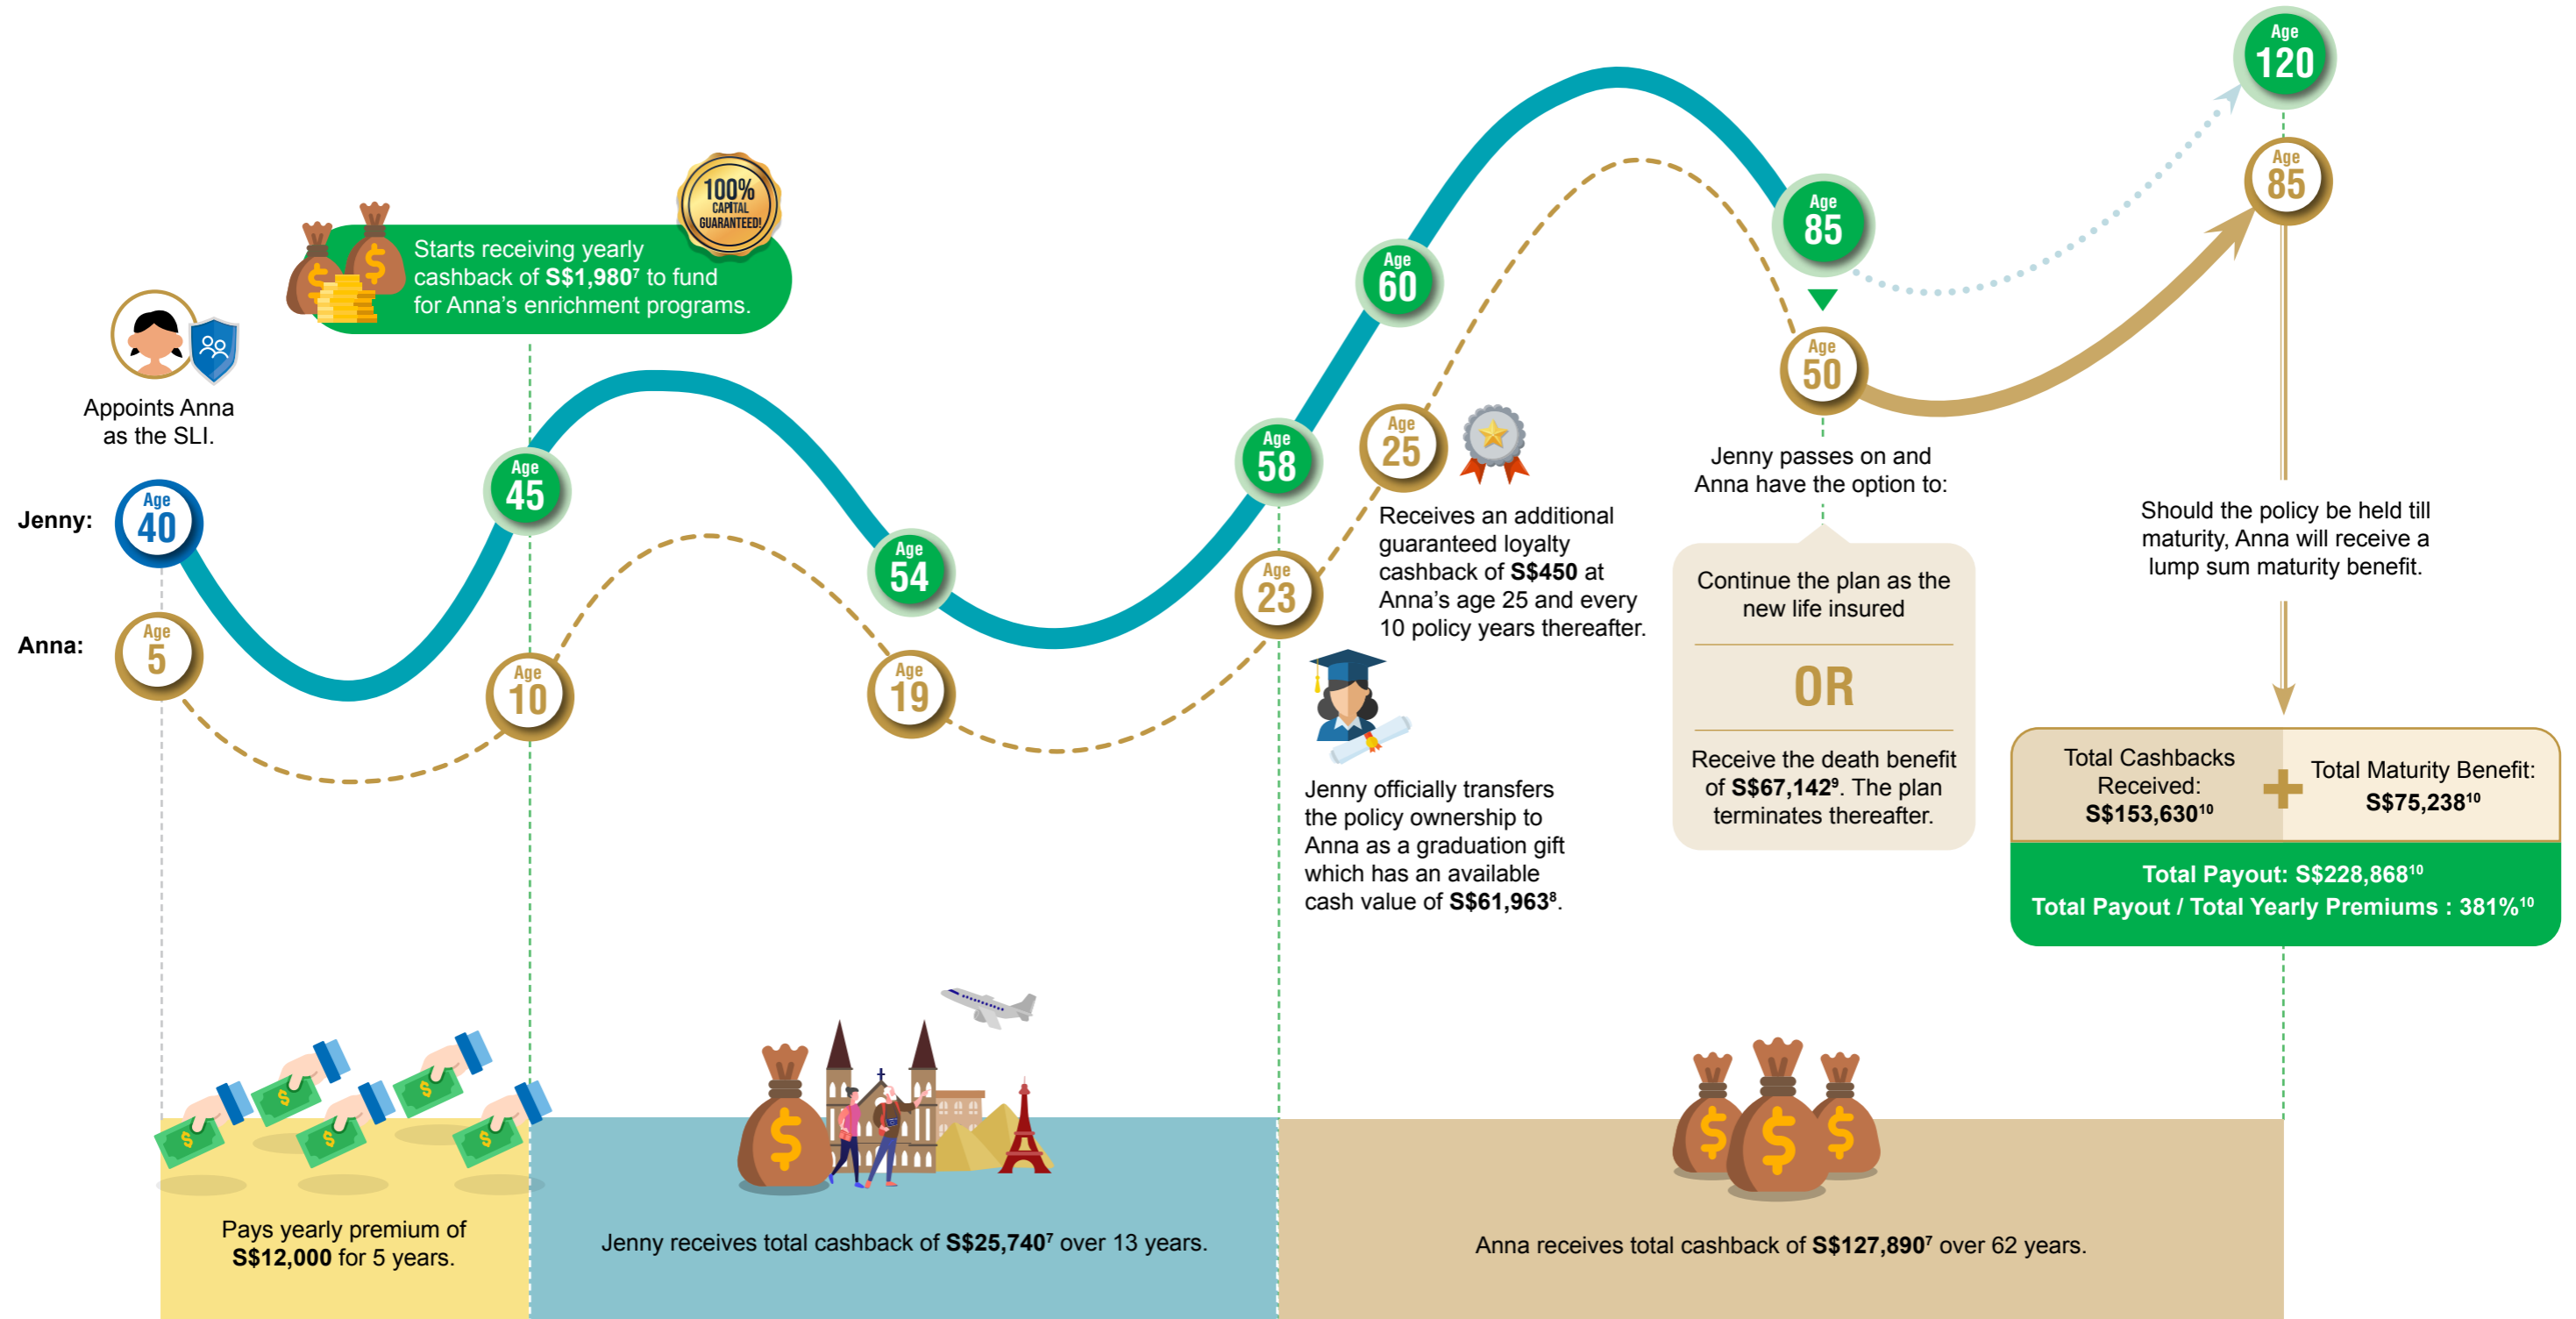 Age
120
Age
85
100%
CAPITAL
GUARANTEED!
Starts receiving yearly
cashback of S$1,980⁷ to fund
for Anna’s enrichment programs.
Appoints Anna
as the SLI.
Jenny:
Age
40
Age
45
Age
54
Age
58
Age
60
Age
85
Anna:
Age
5
Age
10
Age
19
Age
23
Age
25
Age
50
Receives an additional
guaranteed loyalty
cashback of S$450 at
Anna’s age 25 and every
10 policy years thereafter.
Jenny officially transfers
the policy ownership to
Anna as a graduation gift
which has an available
cash value of S$61,963⁸.
Jenny passes on and
Anna have the option to:
Continue the plan as the
new life insured
OR
Receive the death benefit
of S$67,142⁹. The plan
terminates thereafter.
Should the policy be held till
maturity, Anna will receive a
lump sum maturity benefit.
Total Cashbacks
Received:
S$153,630¹⁰
+
Total Maturity Benefit:
S$75,238¹⁰
Total Payout: S$228,868¹⁰
Total Payout / Total Yearly Premiums : 381%¹⁰
Pays yearly premium of
S$12,000 for 5 years.
Jenny receives total cashback of S$25,740⁷ over 13 years.
Anna receives total cashback of S$127,890⁷ over 62 years.